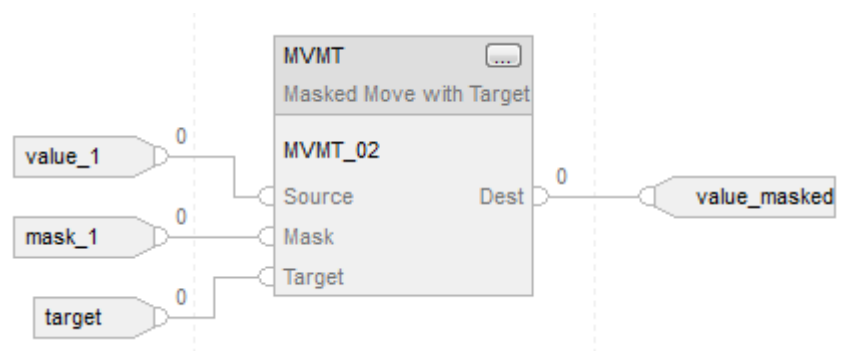 MVMT ...
Masked Move with Target
MVMT_02
0
value_1
Source Dest 0
value_masked
0
mask_1
Mask
Target
0
target